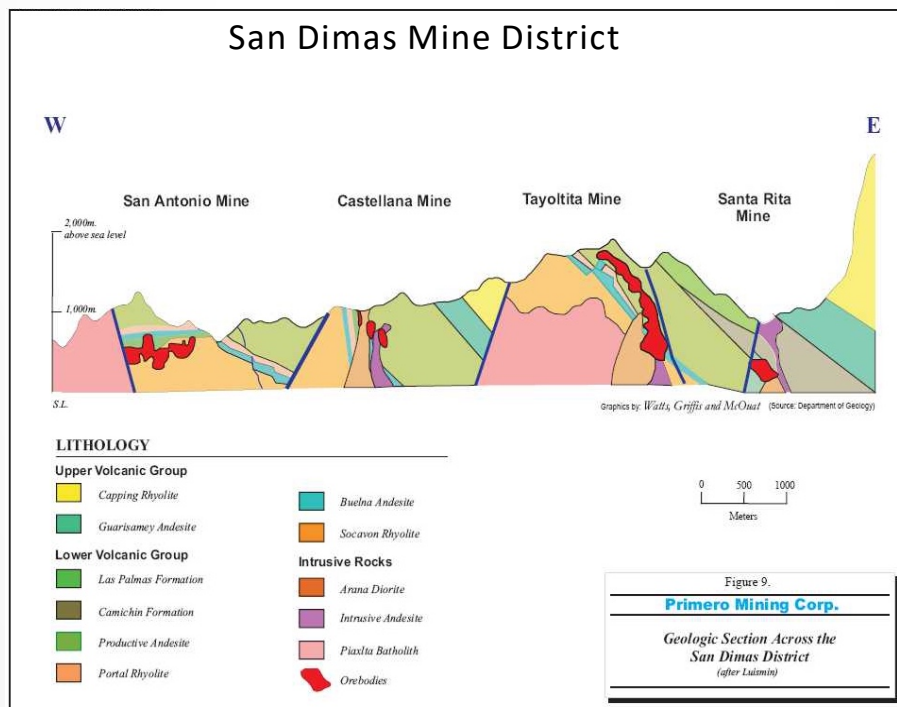 San Dimas Mine District
W
E
San Antonio Mine
Castellana Mine
Tayoltita Mine
Santa Rita
Mine
2,000m.
above sea level
1,000m
S.L.
Graphics by: Watts, Griffis and McOuat (Source: Department of Geology)
LITHOLOGY
Upper Volcanic Group
Capping Rhyolite
Guarisamey Andesite
Lower Volcanic Group
Las Palmas Formation
Camichin Formation
Productive Andesite
Portal Rhyolite
Buelna Andesite
Socavon Rhyolite
Intrusive Rocks
Arana Diorite
Intrusive Andesite
Piaxlta Batholith
Orebodies
0 500 1000
Meters
Figure 9.
Primero Mining Corp.
Geologic Section Across the
San Dimas District
(after Luismin)